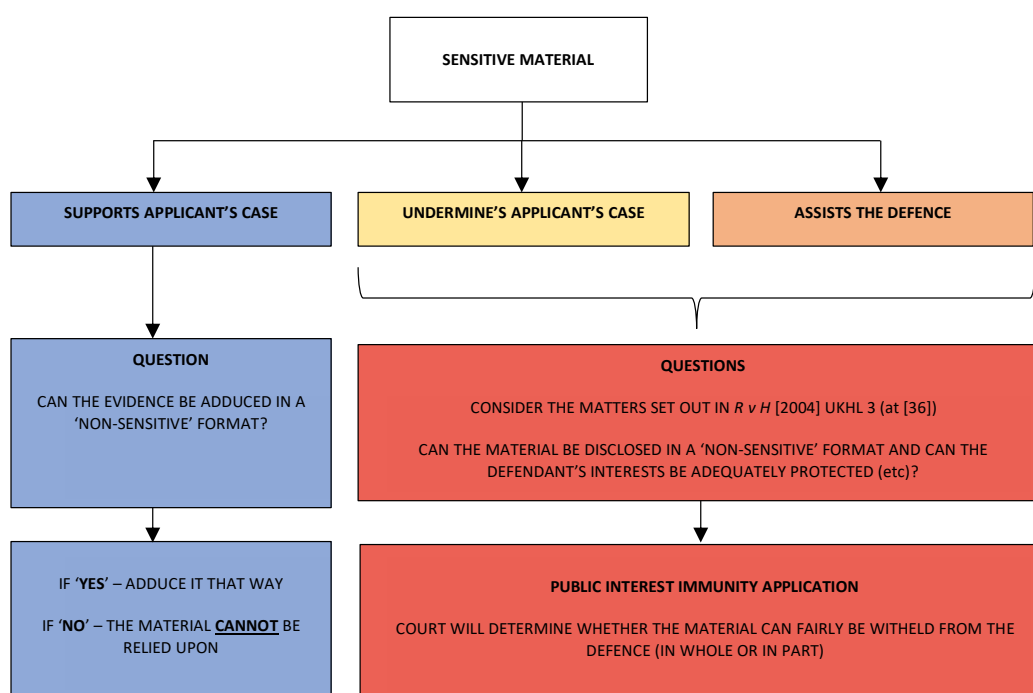 SENSITIVE MATERIAL
SUPPORTS APPLICANT’S CASE
UNDERMINE’S APPLICANT’S CASE
ASSISTS THE DEFENCE
QUESTION
CAN THE EVIDENCE BE ADDUCED IN A
‘NON-SENSITIVE’ FORMAT?
QUESTIONS
CONSIDER THE MATTERS SET OUT IN R v H [2004] UKHL 3 (at [36])
CAN THE MATERIAL BE DISCLOSED IN A ‘NON-SENSITIVE’ FORMAT AND CAN THE
DEFENDANT’S INTERESTS BE ADEQUATELY PROTECTED (etc)?
IF ‘YES’ – ADDUCE IT THAT WAY
IF ‘NO’ – THE MATERIAL CANNOT BE
RELIED UPON
PUBLIC INTEREST IMMUNITY APPLICATION
COURT WILL DETERMINE WHETHER THE MATERIAL CAN FAIRLY BE WITHELD FROM THE
DEFENCE (IN WHOLE OR IN PART)